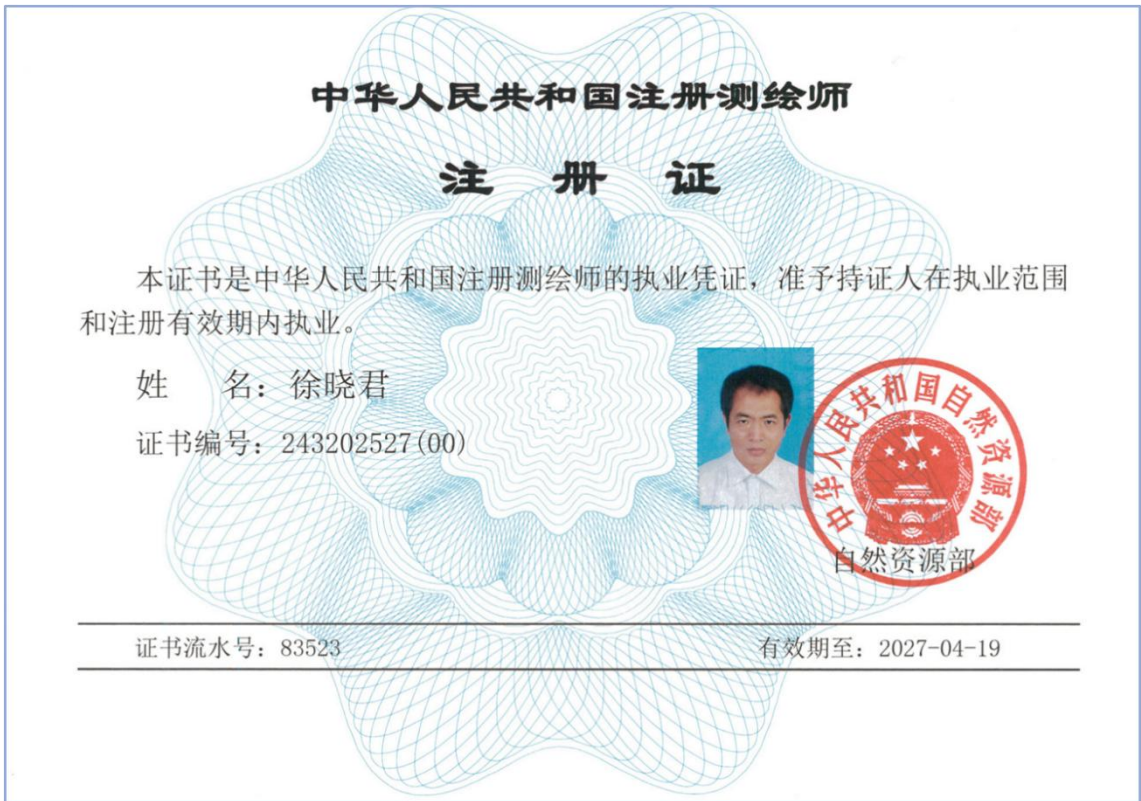 中华人民共和国注册测绘师
注 册 证
本证书是中华人民共和国注册测绘师的执业凭证，准予持证人在执业范围
和注册有效期内执业。
姓 名：徐晓君
证书编号：243202527(00)
中华人民共和国自然资源部
自然资源部
证书流水号：83523
有效期至：2027-04-19